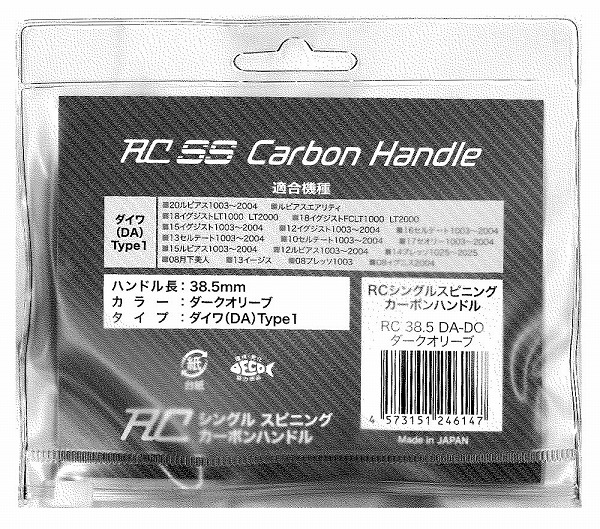 RC SS Carbon Handle
適合機種
ダイワ
(DA)
Type1
■20ルビアス1003〜2004 ■ルビアスエアリティ
■18イグジストLT1000 LT2000 ■18イグジストFCLT1000 LT2000
■15イグジスト1003〜2004 ■12イグジスト1003〜2004 ■16セルテート1003〜2004
■13セルテート1003〜2004 ■10セルテート1003〜2004 ■17セオリー1003〜2004
■15ルビアス1003〜2004 ■12ルビアス1003〜2004 ■14プレッソ1025〜2025
■08月下美人 ■13イージス ■08プレッソ1003 ■08イグニス2004
ハンドル長：38.5mm
カラー：ダークオリーブ
タイプ：ダイワ(DA)Type1
RCシングルスピニング
カーボンハンドル
RC 38.5 DA-DO
ダークオリーブ
4 573151 246147
Made in JAPAN
紙
台紙
DECO
RC シングル スピニング
カーボンハンドル